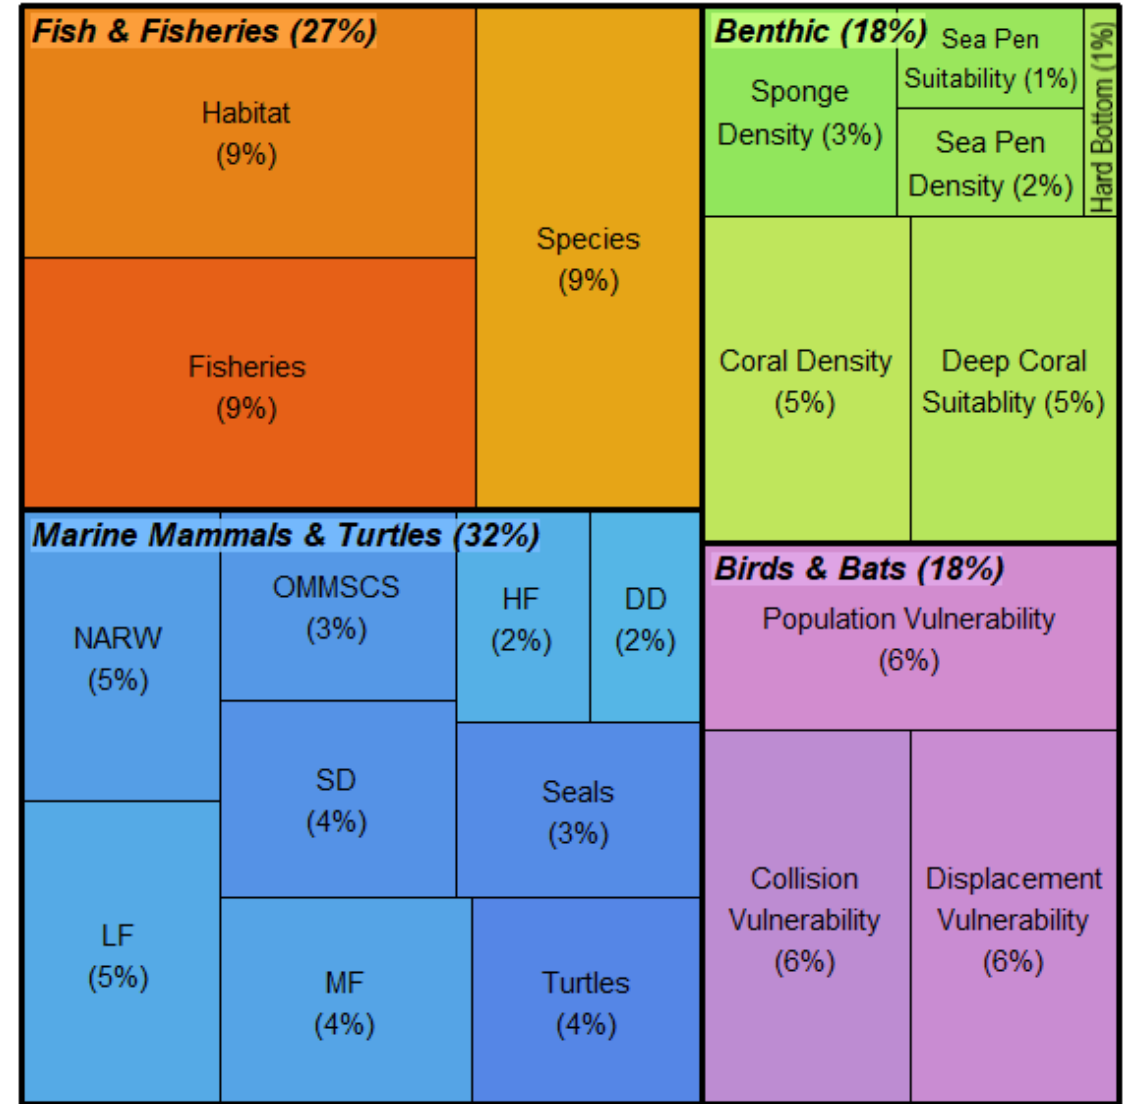 Fish & Fisheries (27%)
Habitat
(9%)
Fisheries
(9%)
Species
(9%)
Benthic (18%)
Sponge
Density (3%)
Sea Pen
Suitability (1%)
Sea Pen
Density (2%)
Hard Bottom (1%)
Coral Density
(5%)
Deep Coral
Suitablity (5%)
Marine Mammals & Turtles (32%)
NARW
(5%)
OMMSCS
(3%)
HF
(2%)
DD
(2%)
SD
(4%)
Seals
(3%)
LF
(5%)
MF
(4%)
Turtles
(4%)
Birds & Bats (18%)
Population Vulnerability
(6%)
Collision
Vulnerability
(6%)
Displacement
Vulnerability
(6%)